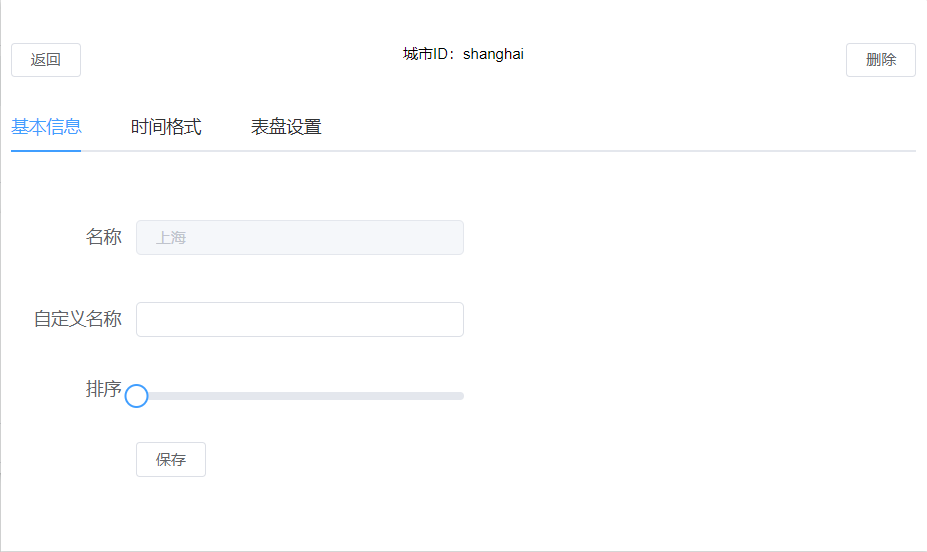 返回
城市ID：shanghai
删除
基本信息
时间格式
表盘设置
名称
上海
自定义名称
排序
保存